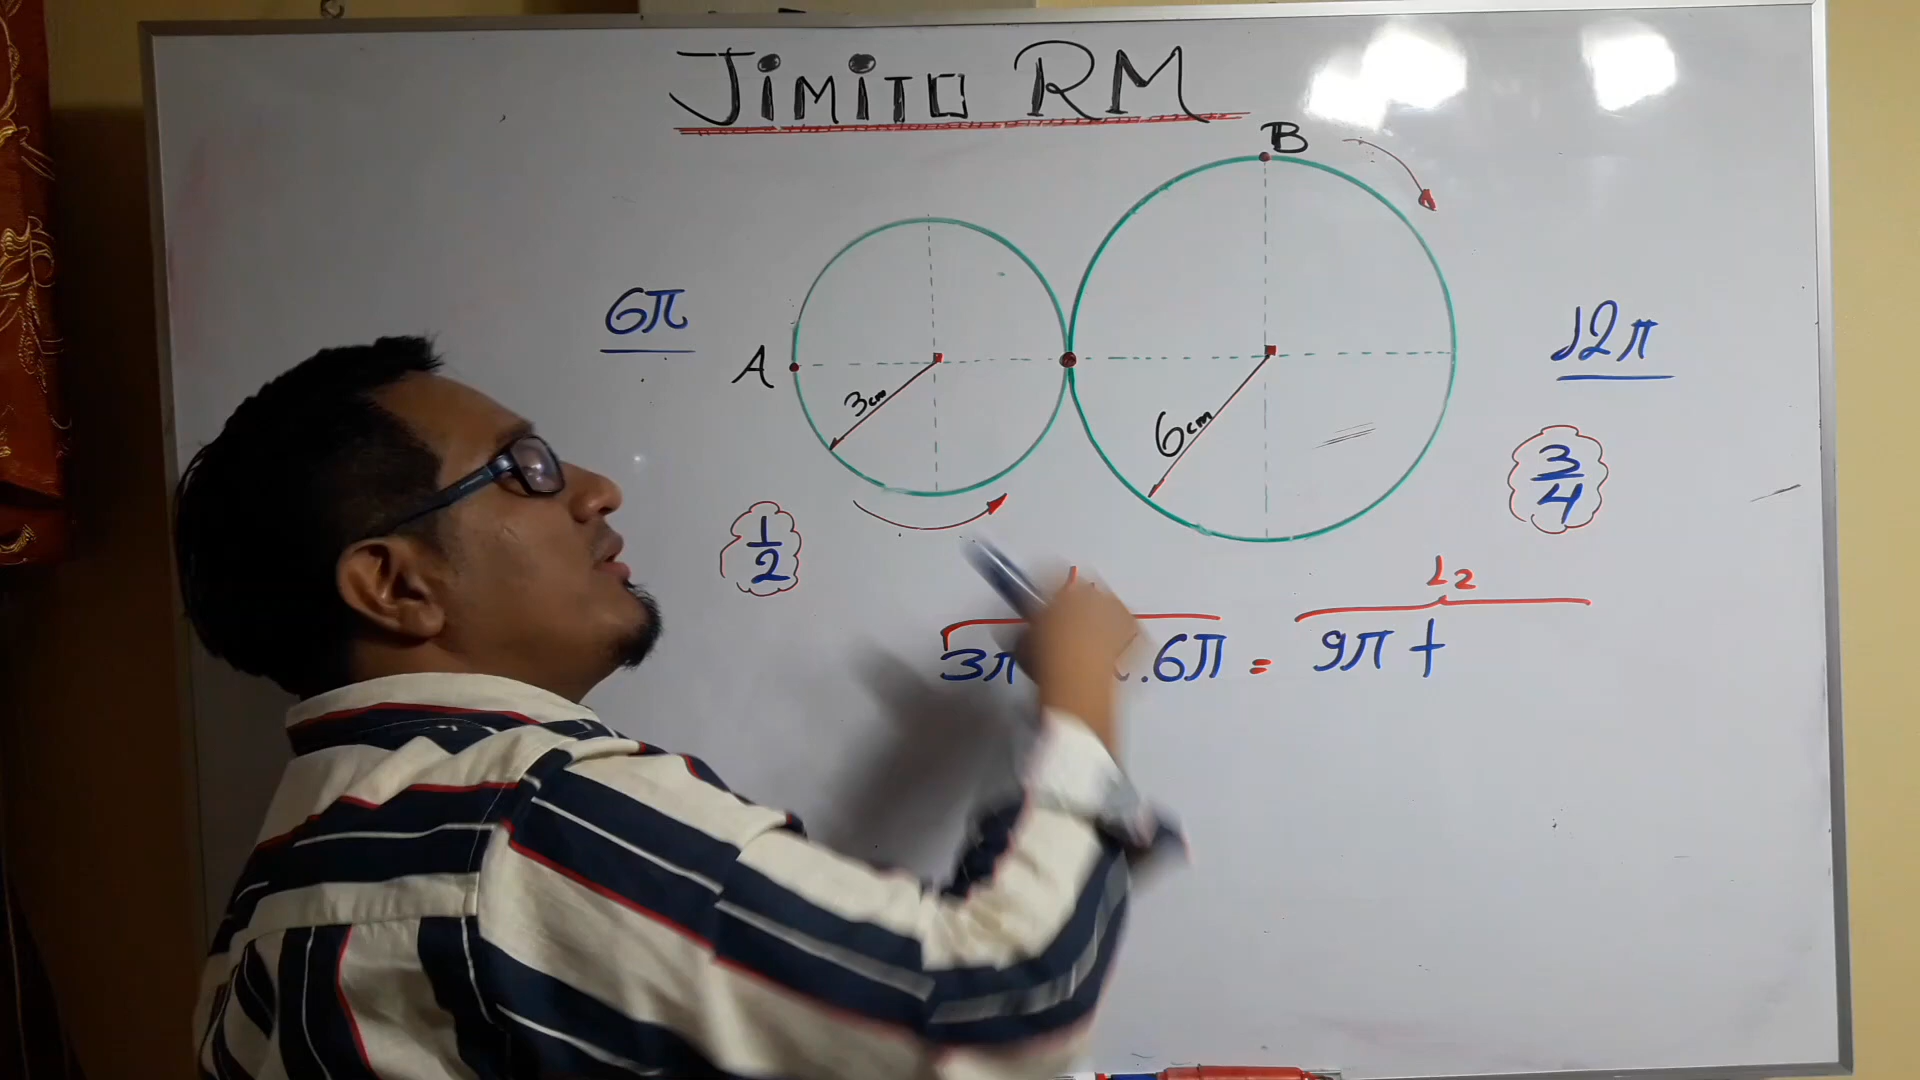 JIMITO RM
B
6π
A
3cm
6cm
12π
3/4
1/2
L2
3π .6π = 9π +